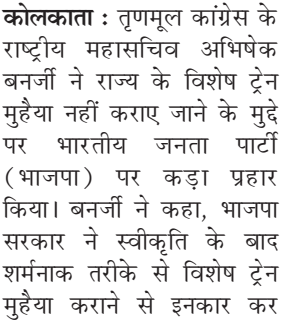 कोलकाता : तृणमूल कांग्रेस के
राष्ट्रीय महासचिव अभिषेक
बनर्जी ने राज्य के विशेष ट्रेन
मुहैया नहीं कराए जाने के मुद्दे
पर भारतीय जनता पार्टी
(भाजपा) पर कड़ा प्रहार
किया। बनर्जी ने कहा, भाजपा
सरकार ने स्वीकृति के बाद
शर्मनाक तरीके से विशेष ट्रेन
मुहैया कराने से इनकार कर